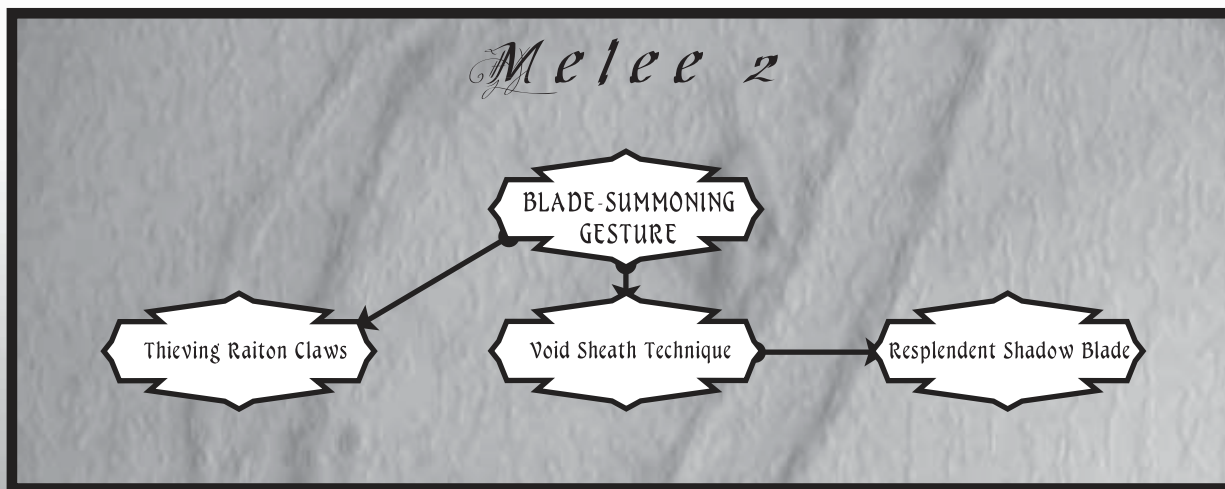 Melee 2
BLADE-SUMMONING
GESTURE
Thieving Raiton Claws
Void Sheath Technique
Resplendent Shadow Blade